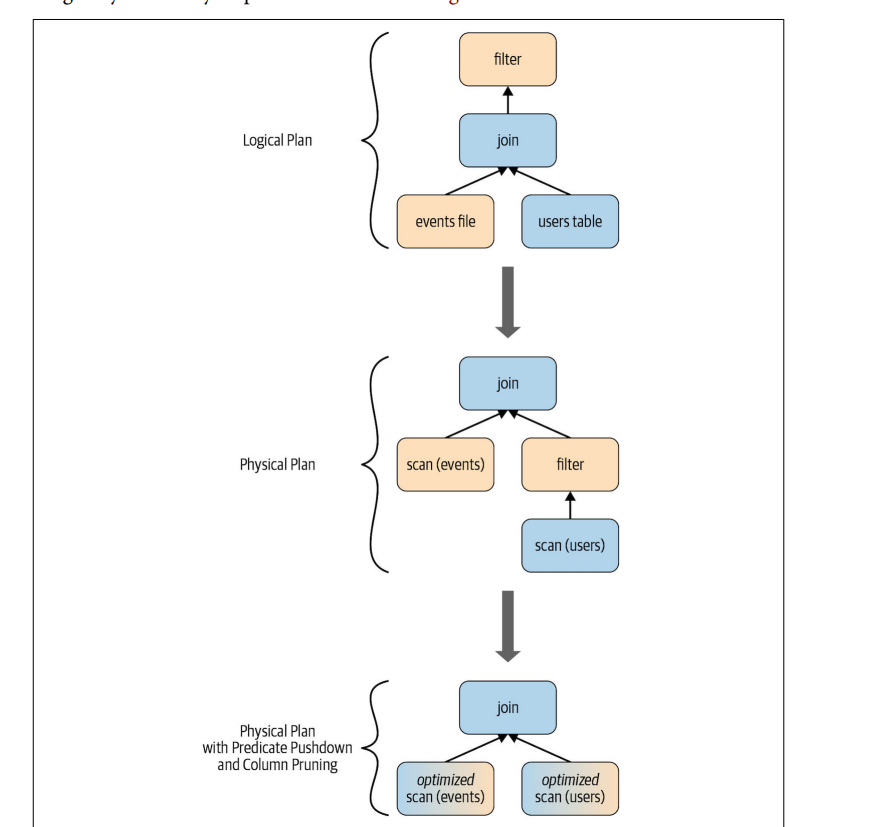 filter
Logical Plan
join
events file
users table
join
Physical Plan
scan (events)
filter
scan (users)
join
Physical Plan
with Predicate Pushdown
and Column Pruning
optimized
scan (events)
optimized
scan (users)